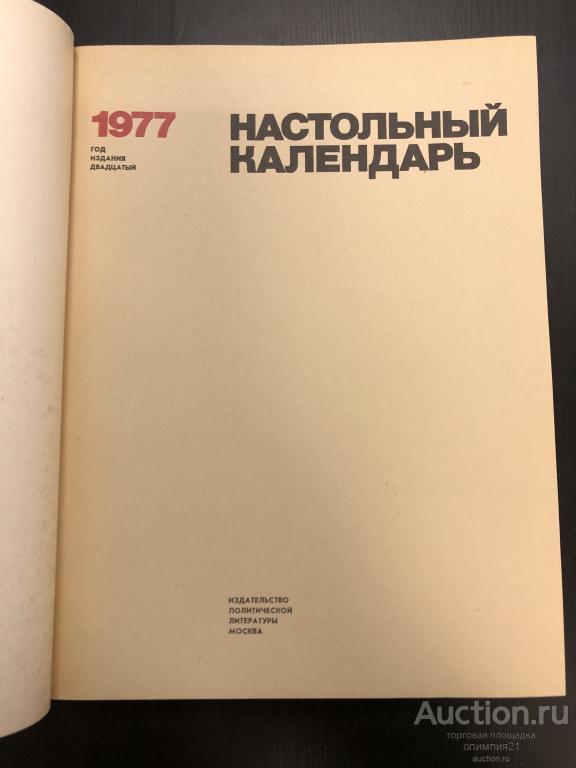 1977
ГОД
ИЗДАНИЯ
ДВАДЦАТЫЙ
НАСТОЛЬНЫЙ
КАЛЕНДАРЬ
ИЗДАТЕЛЬСТВО
ПОЛИТИЧЕСКОЙ
ЛИТЕРАТУРЫ
МОСКВА
Auction.ru
торговая площадка
олимпия21
auction.ru